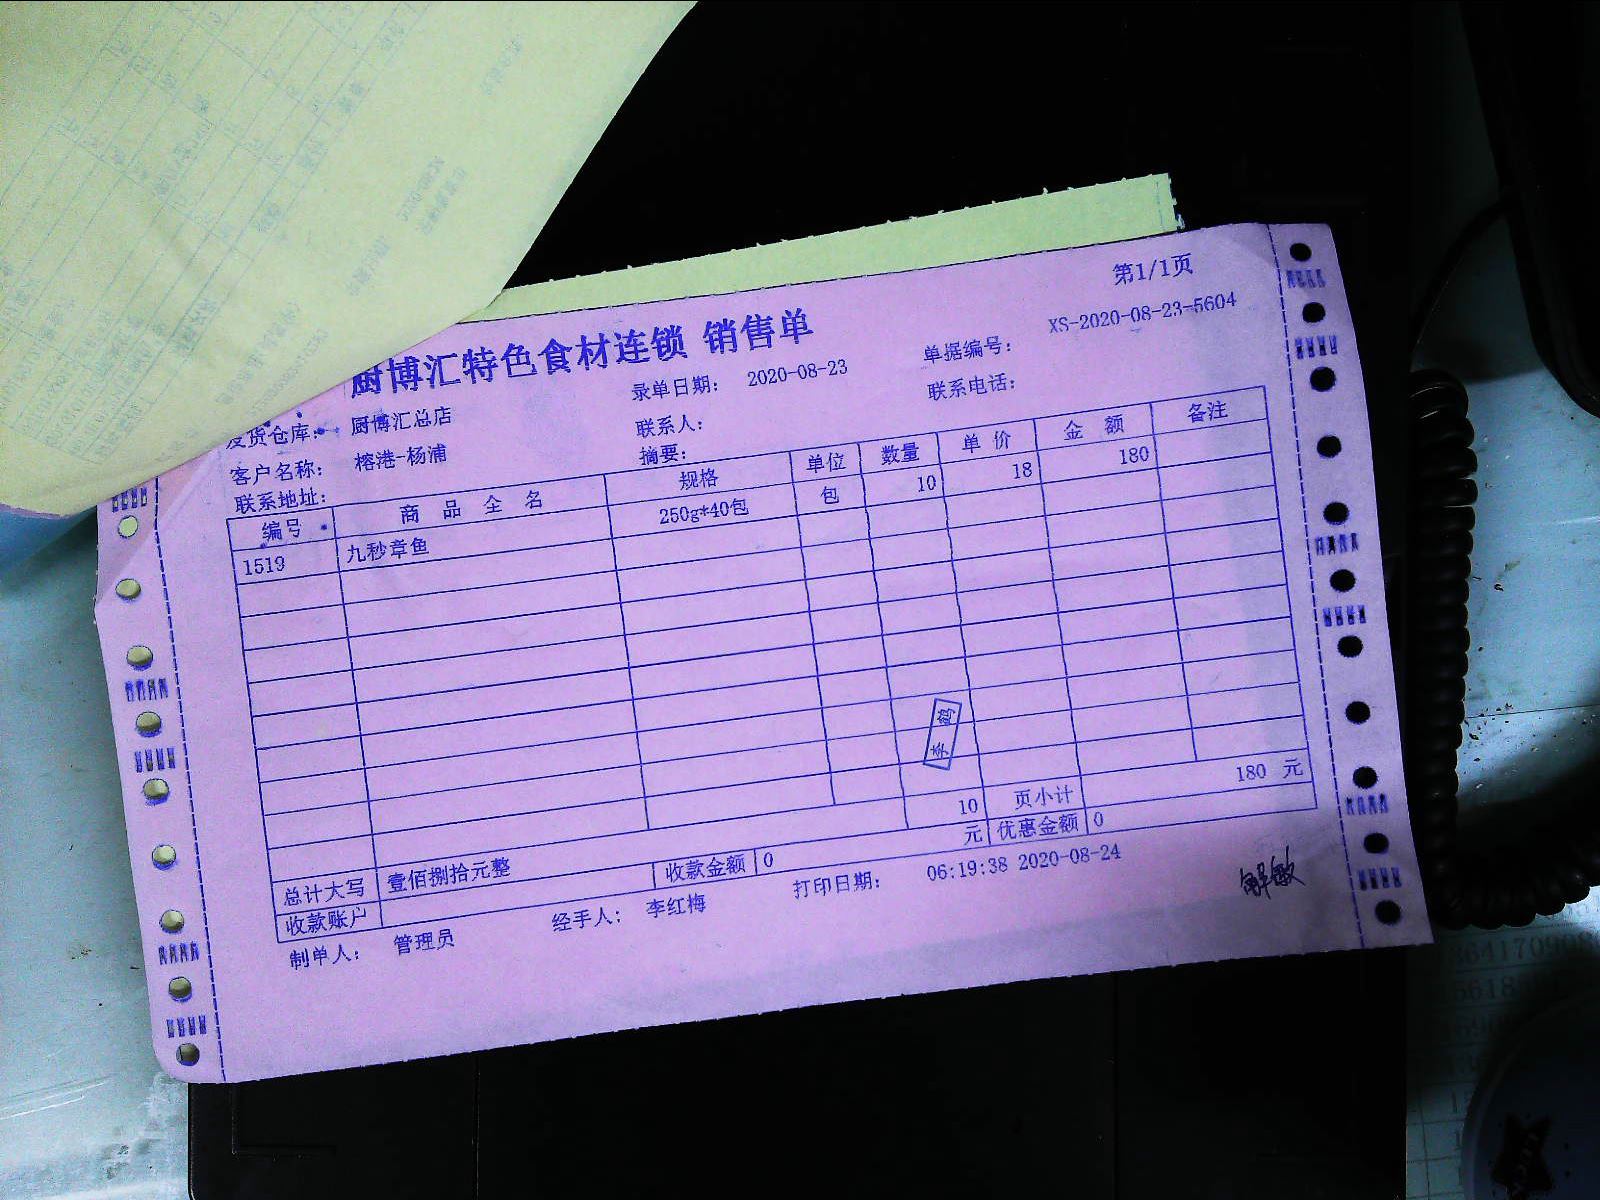 第1/1页
厨博汇特色食材连锁 销售单
录单日期： 2020-08-23 单据编号： XS-2020-08-23-5604
发货仓库： 厨博汇总店 联系人： 联系电话：
客户名称： 榕港-杨浦 摘要：
联系地址：
编号 商品全名 规格 单位 数量 单价 金额 备注
1519 九秒章鱼 250g*40包 包 10 18 180
李鹤
10 页小计 180 元
总计大写 壹佰捌拾元整 收款金额 0 元 优惠金额 0
收款账户
制单人： 管理员 经手人： 李红梅 打印日期： 06:19:38 2020-08-24